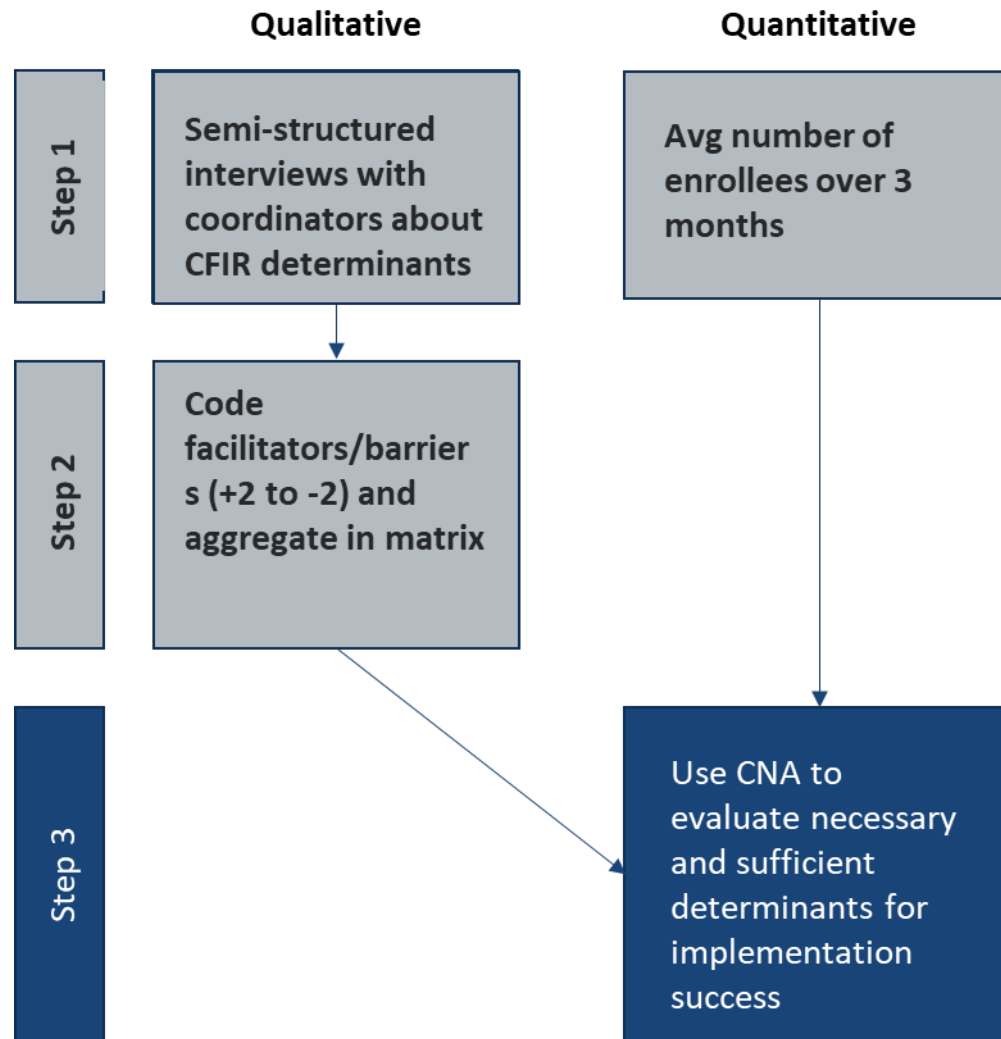 Qualitative
Quantitative
Step 1
Semi-structured
interviews with
coordinators about
CFIR determinants
Avg number of
enrollees over 3
months
Step 2
Code
facilitators/barrier
s (+2 to -2) and
aggregate in matrix
Step 3
Use CNA to
evaluate necessary
and sufficient
determinants for
implementation
success